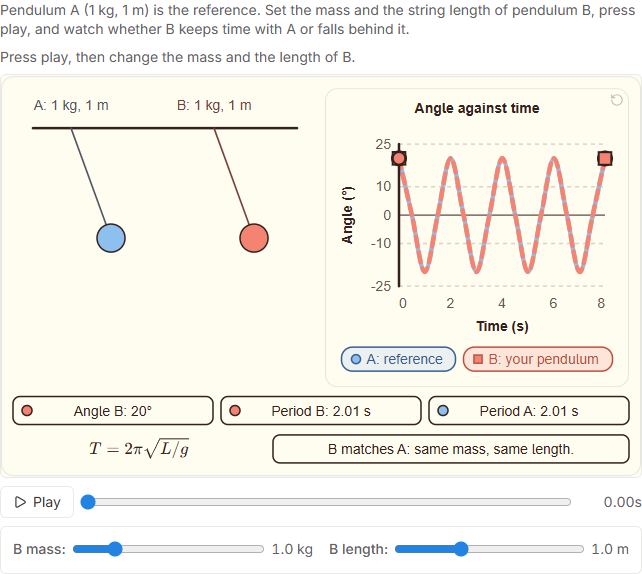 Pendulum A (1 kg, 1 m) is the reference. Set the mass and the string length of pendulum B, press
play, and watch whether B keeps time with A or falls behind it.
Press play, then change the mass and the length of B.
A: 1 kg, 1 m
B: 1 kg, 1 m
Angle against time
25
10
0
-10
-25
Angle (°)
0 2 4 6 8
Time (s)
A: reference
B: your pendulum
Angle B: 20°
Period B: 2.01 s
Period A: 2.01 s
T = 2π√L/g
B matches A: same mass, same length.
Play
0.00s
B mass:
1.0 kg
B length:
1.0 m